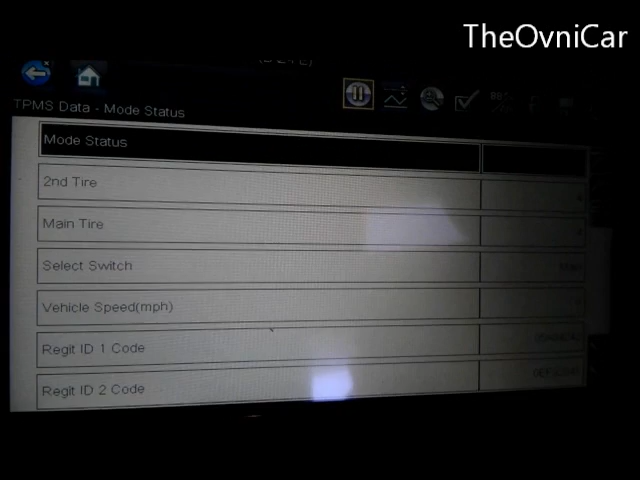 TheOvniCar
TPMS Data - Mode Status
Mode Status
2nd Tire
Main Tire
Select Switch
Vehicle Speed(mph)
Regit ID 1 Code
Regit ID 2 Code